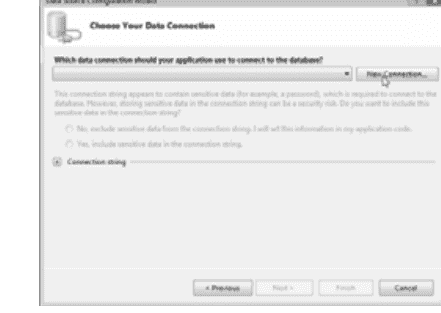 Data Source Configuration Wizard
Choose Your Data Connection
Which data connection should your application use to connect to the database?
New Connection...
This connection string appears to contain sensitive data (for example, a password), which is required to connect to the
database. However, storing sensitive data in the connection string can be a security risk. Do you want to include this
sensitive data in the connection string?
No, exclude sensitive data from the connection string. I will set this information in my application code.
Yes, include sensitive data in the connection string.
Connection string
< Previous
Next >
Finish
Cancel